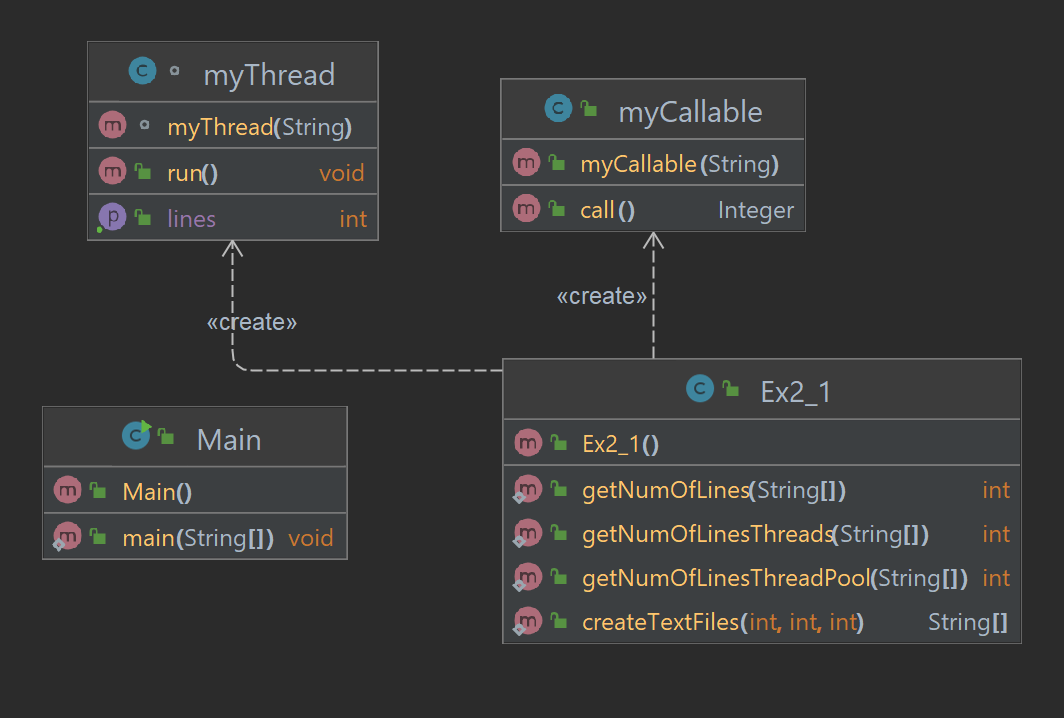 myThread
myThread(String)
run() void
lines int
myCallable
myCallable(String)
call() Integer
«create»
«create»
Ex2_1
Ex2_1()
getNumOfLines(String[]) int
getNumOfLinesThreads(String[]) int
getNumOfLinesThreadPool(String[]) int
createTextFiles(int, int, int) String[]
Main
Main()
main(String[]) void